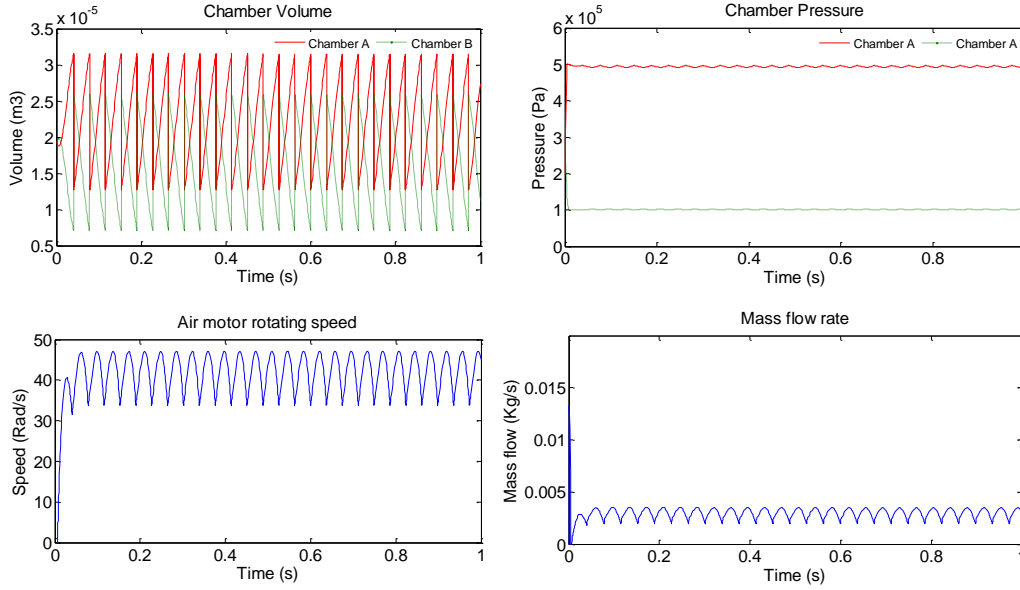 Chamber Volume
x 10^-5
Chamber A Chamber B
3.5
3
2.5
2
1.5
1
0.5
Volume (m3)
0 0.2 0.4 0.6 0.8 1
Time (s)
Chamber Pressure
x 10^5
Chamber A Chamber A
6
5
4
3
2
1
0
Pressure (Pa)
0 0.2 0.4 0.6 0.8
Time (s)
Air motor rotating speed
50
40
30
20
10
0
Speed (Rad/s)
0 0.2 0.4 0.6 0.8 1
Time (s)
Mass flow rate
0.015
0.01
0.005
0
Mass flow (Kg/s)
0 0.2 0.4 0.6 0.8 1
Time (s)